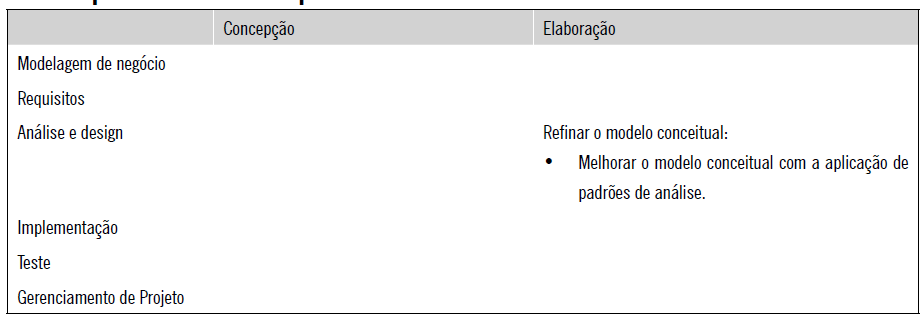 Concepção Elaboração
Modelagem de negócio
Requisitos
Análise e design Refinar o modelo conceitual:
• Melhorar o modelo conceitual com a aplicação de
padrões de análise.
Implementação
Teste
Gerenciamento de Projeto